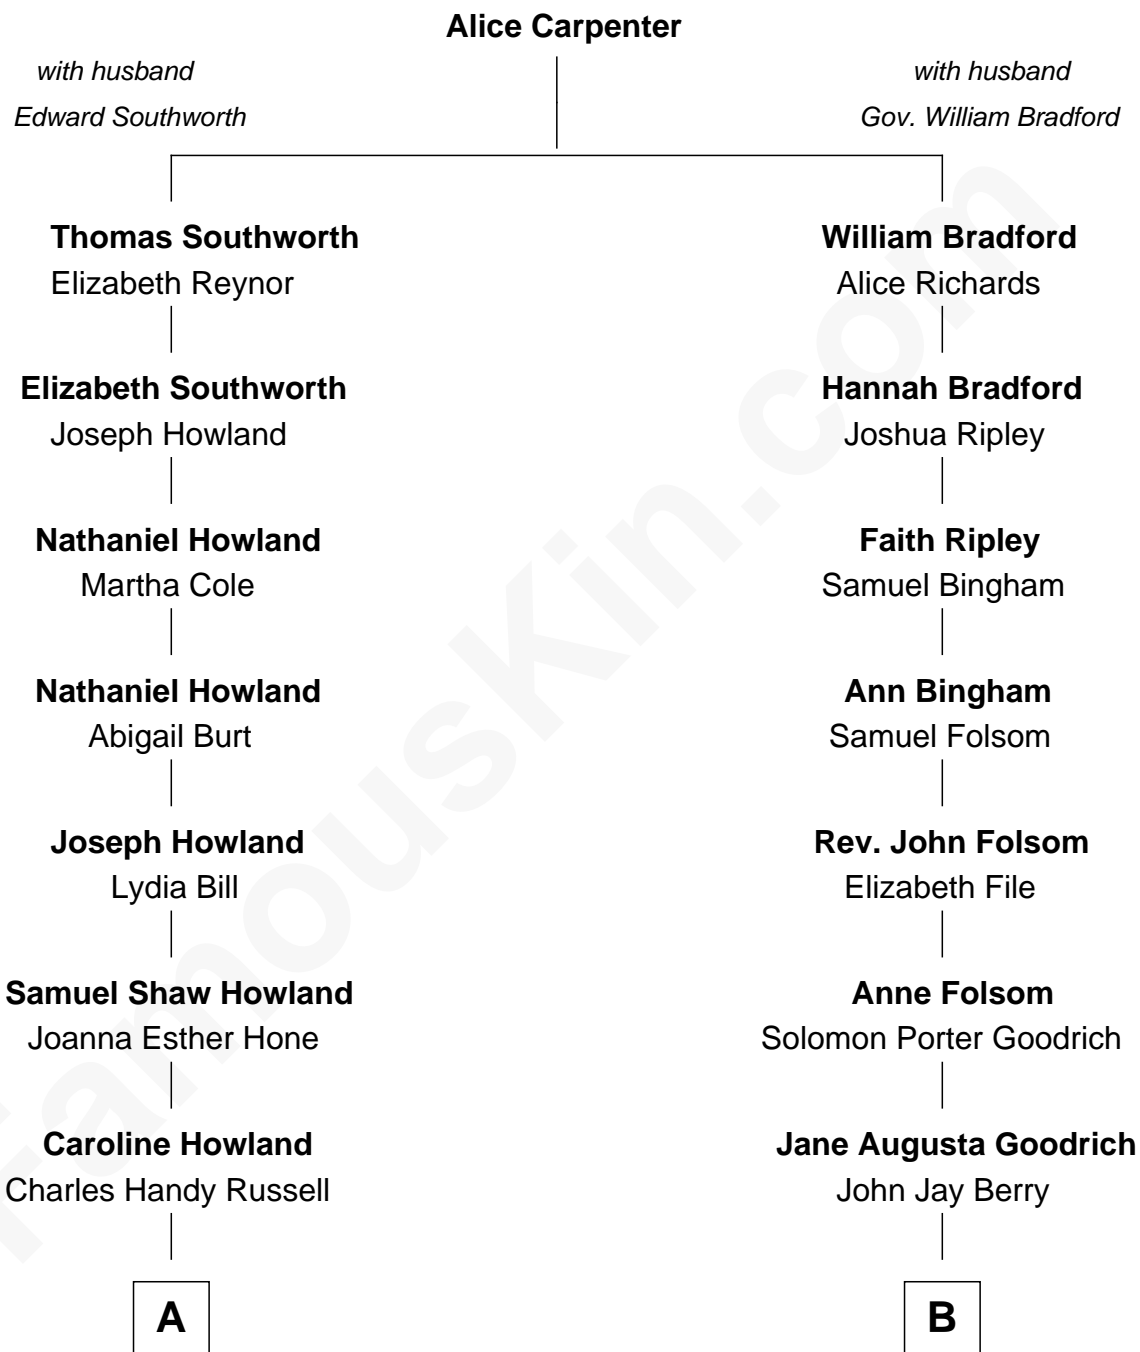 Alice Carpenter
with husband
Edward Southworth
with husband
Gov. William Bradford
Thomas Southworth
Elizabeth Reynor
William Bradford
Alice Richards
Elizabeth Southworth
Joseph Howland
Hannah Bradford
Joshua Ripley
Nathaniel Howland
Martha Cole
Faith Ripley
Samuel Bingham
Nathaniel Howland
Abigail Burt
Ann Bingham
Samuel Folsom
Joseph Howland
Lydia Bill
Rev. John Folsom
Elizabeth File
Samuel Shaw Howland
Joanna Esther Hone
Anne Folsom
Solomon Porter Goodrich
Caroline Howland
Charles Handy Russell
Jane Augusta Goodrich
John Jay Berry
A
B
FamousKin.com